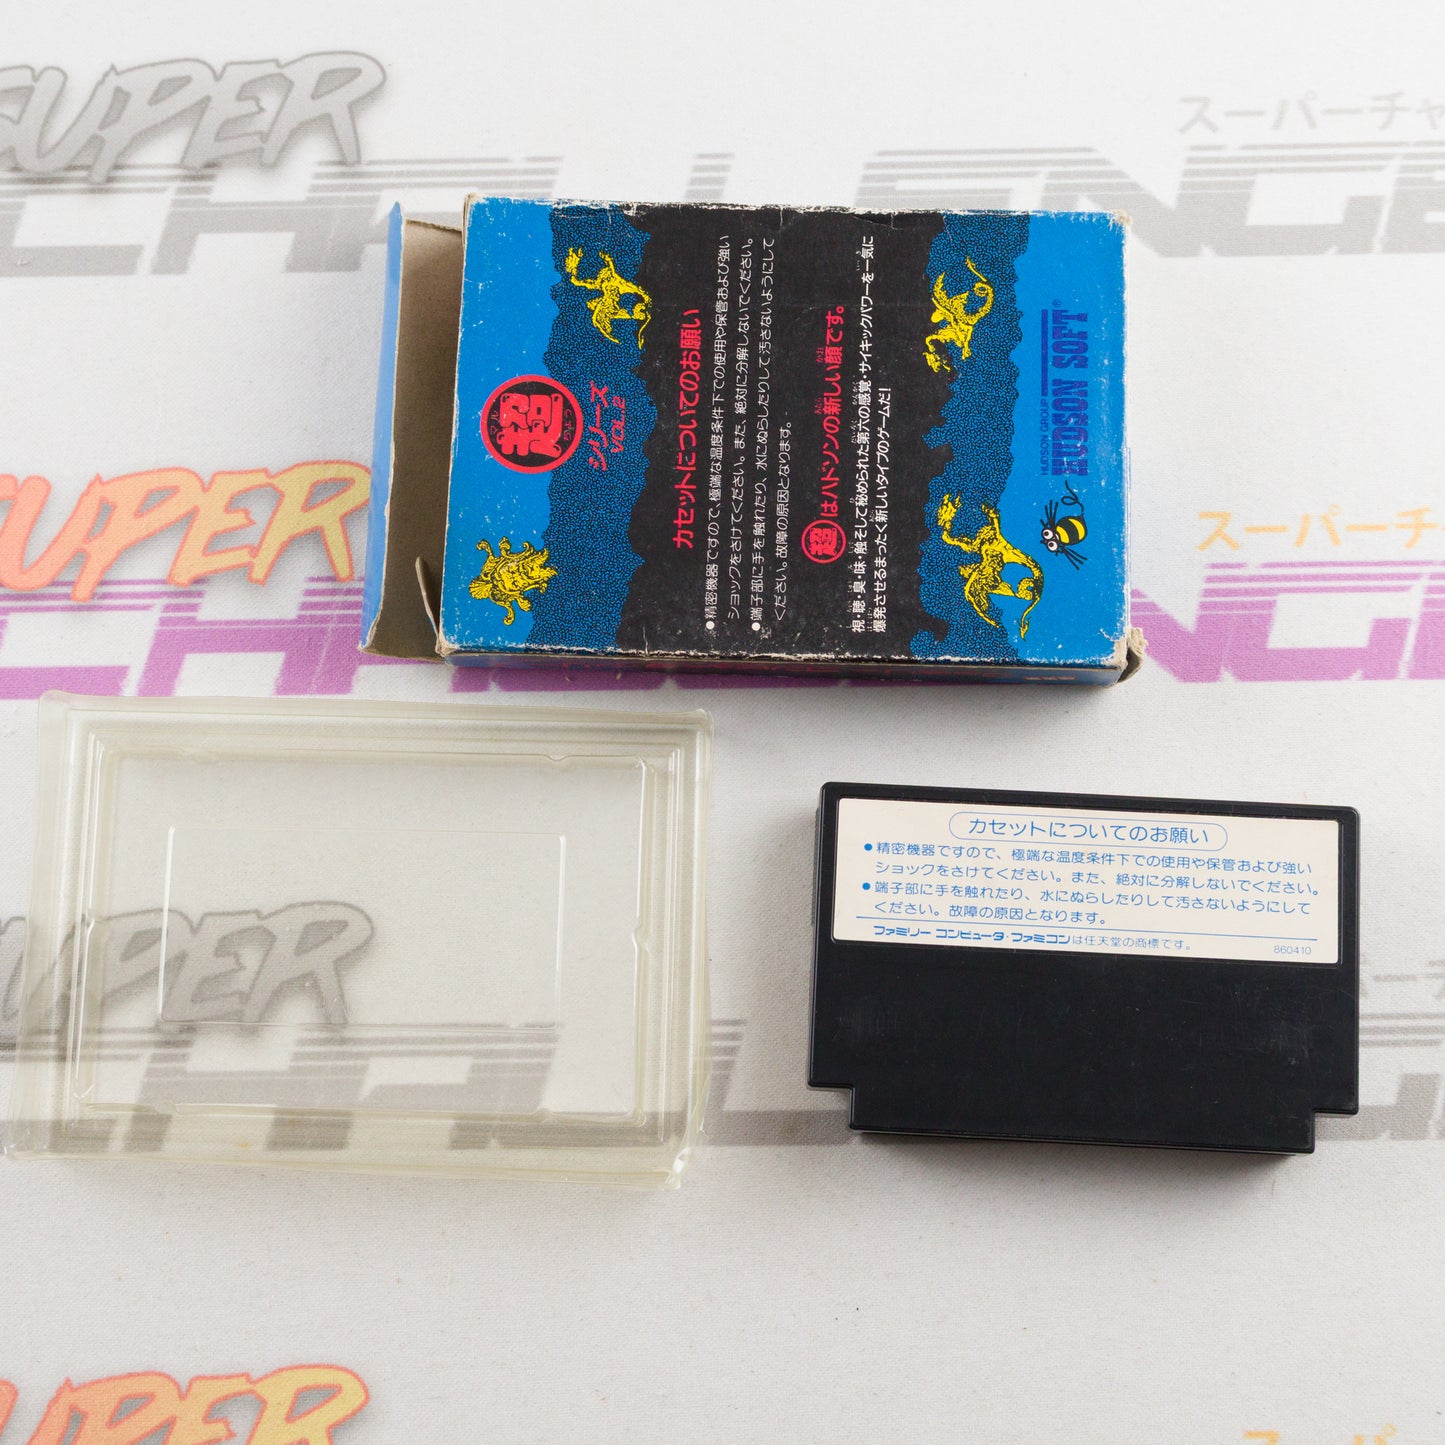 SUPER
CHALLENGE
スーパーチャ
マル
超
ちょう
シリーズ
VOL.2
カセットについてのお願い
●精密機器ですので、極端な温度条件下での使用や保管および強い
ショックをさけてください。また、絶対に分解しないでください。
●端子部に手を触れたり、水にぬらしたりして汚さないようにして
ください。故障の原因となります。
超はハドソンの新しい顔です。
視・聴・臭・味・触そして秘められた第六の感覚・サイキックパワーを一気に
爆発させるまったく新しいタイプのゲームだ!
HUDSON GROUP
HUDSON SOFT®
SUPER
CHALLENGE
スーパーチ
カセットについてのお願い
●精密機器ですので、極端な温度条件下での使用や保管および強い
ショックをさけてください。また、絶対に分解しないでください。
●端子部に手を触れたり、水にぬらしたりして汚さないようにして
ください。故障の原因となります。
ファミリー コンピュータ・ファミコンは任天堂の商標です。
860410
SUPER
SUPER